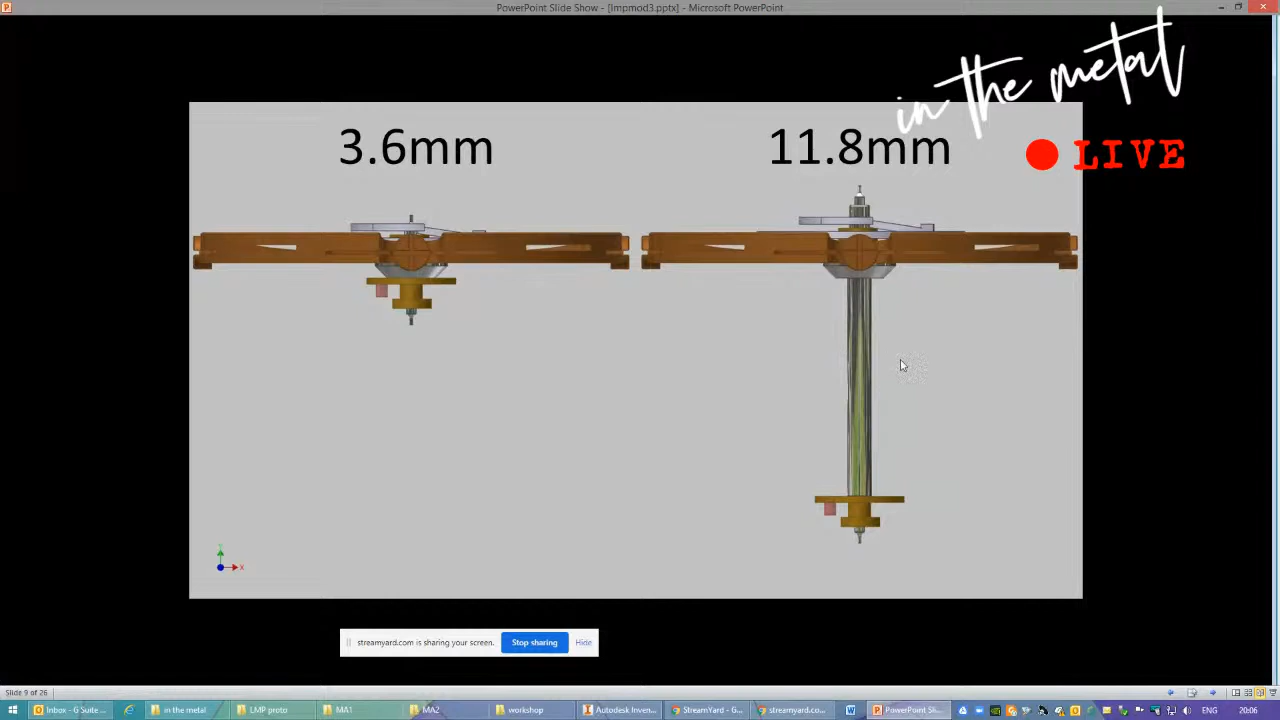 PowerPoint Slide Show - [lmpmod3.pptx] - Microsoft PowerPoint
in the metal
LIVE
3.6mm
11.8mm
X
streamyard.com is sharing your screen.
Stop sharing
Hide
Slide 9 of 26
Inbox - G Suite ...
in the metal
LMP proto
MA1
MA2
workshop
Autodesk Inven...
StreamYard - G...
streamyard.co...
PowerPoint Sli...
ENG
20:06